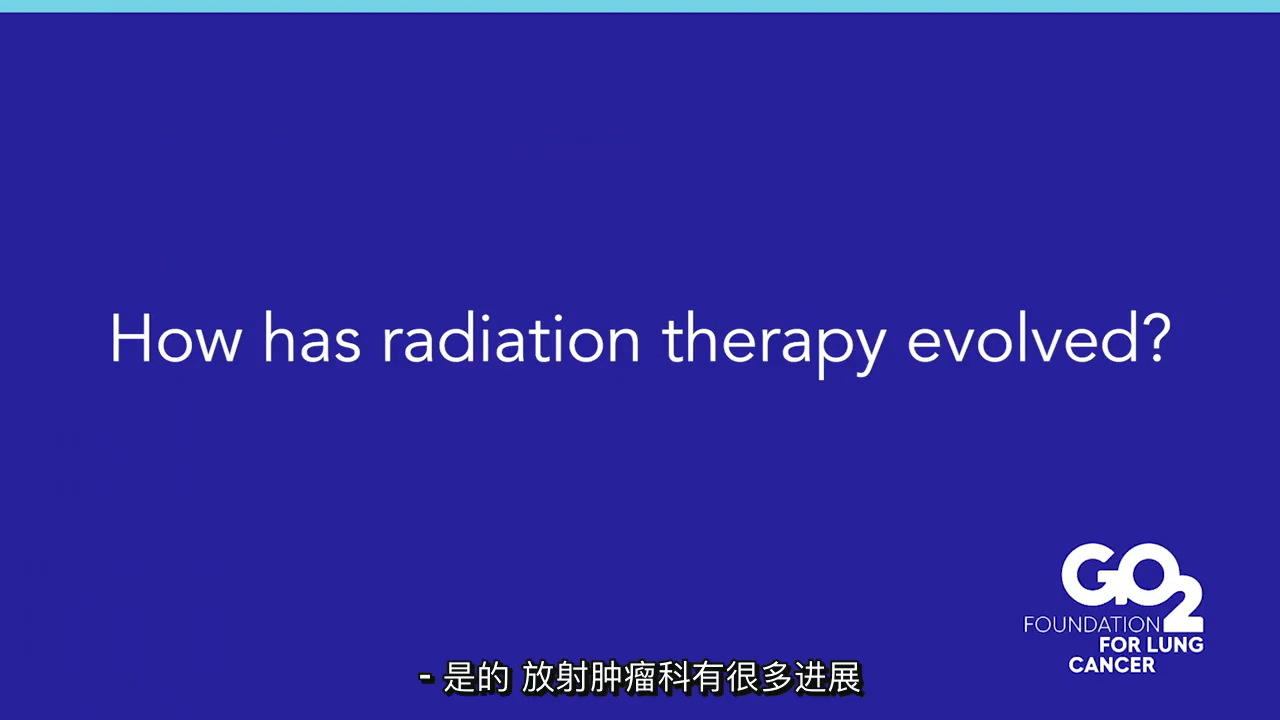 How has radiation therapy evolved?
GO2
FOUNDATION
FOR LUNG
CANCER
- 是的 放射肿瘤科有很多进展